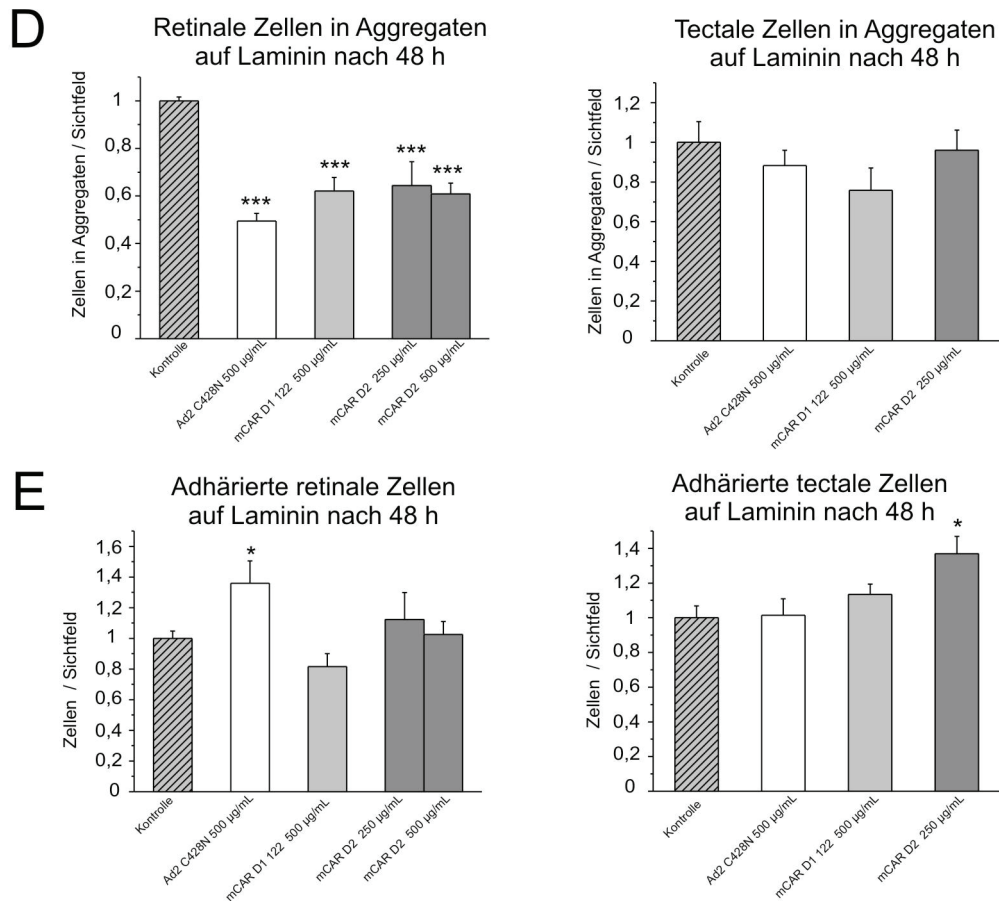 D
Retinale Zellen in Aggregaten
auf Laminin nach 48 h
Zellen in Aggregaten / Sichtfeld
1
0,8
0,6
0,4
0,2
0
***
***
***
***
Kontrolle
Ad2 C428N 500 µg/mL
mCAR D1 122 500 µg/mL
mCAR D2 250 µg/mL
mCAR D2 500 µg/mL
Tectale Zellen in Aggregaten
auf Laminin nach 48 h
Zellen in Aggregaten / Sichtfeld
1,2
1
0,8
0,6
0,4
0,2
0
Kontrolle
Ad2 C428N 500 µg/mL
mCAR D1 122 500 µg/mL
mCAR D2 250 µg/mL
E
Adhärierte retinale Zellen
auf Laminin nach 48 h
Zellen / Sichtfeld
1,6
1,4
1,2
1
0,8
0,6
0,4
0,2
0
*
Kontrolle
Ad2 C428N 500 µg/mL
mCAR D1 122 500 µg/mL
mCAR D2 250 µg/mL
mCAR D2 500 µg/mL
Adhärierte tectale Zellen
auf Laminin nach 48 h
Zellen / Sichtfeld
1,4
1,2
1
0,8
0,6
0,4
0,2
0
*
Kontrolle
Ad2 C428N 500 µg/mL
mCAR D1 122 500 µg/mL
mCAR D2 250 µg/mL